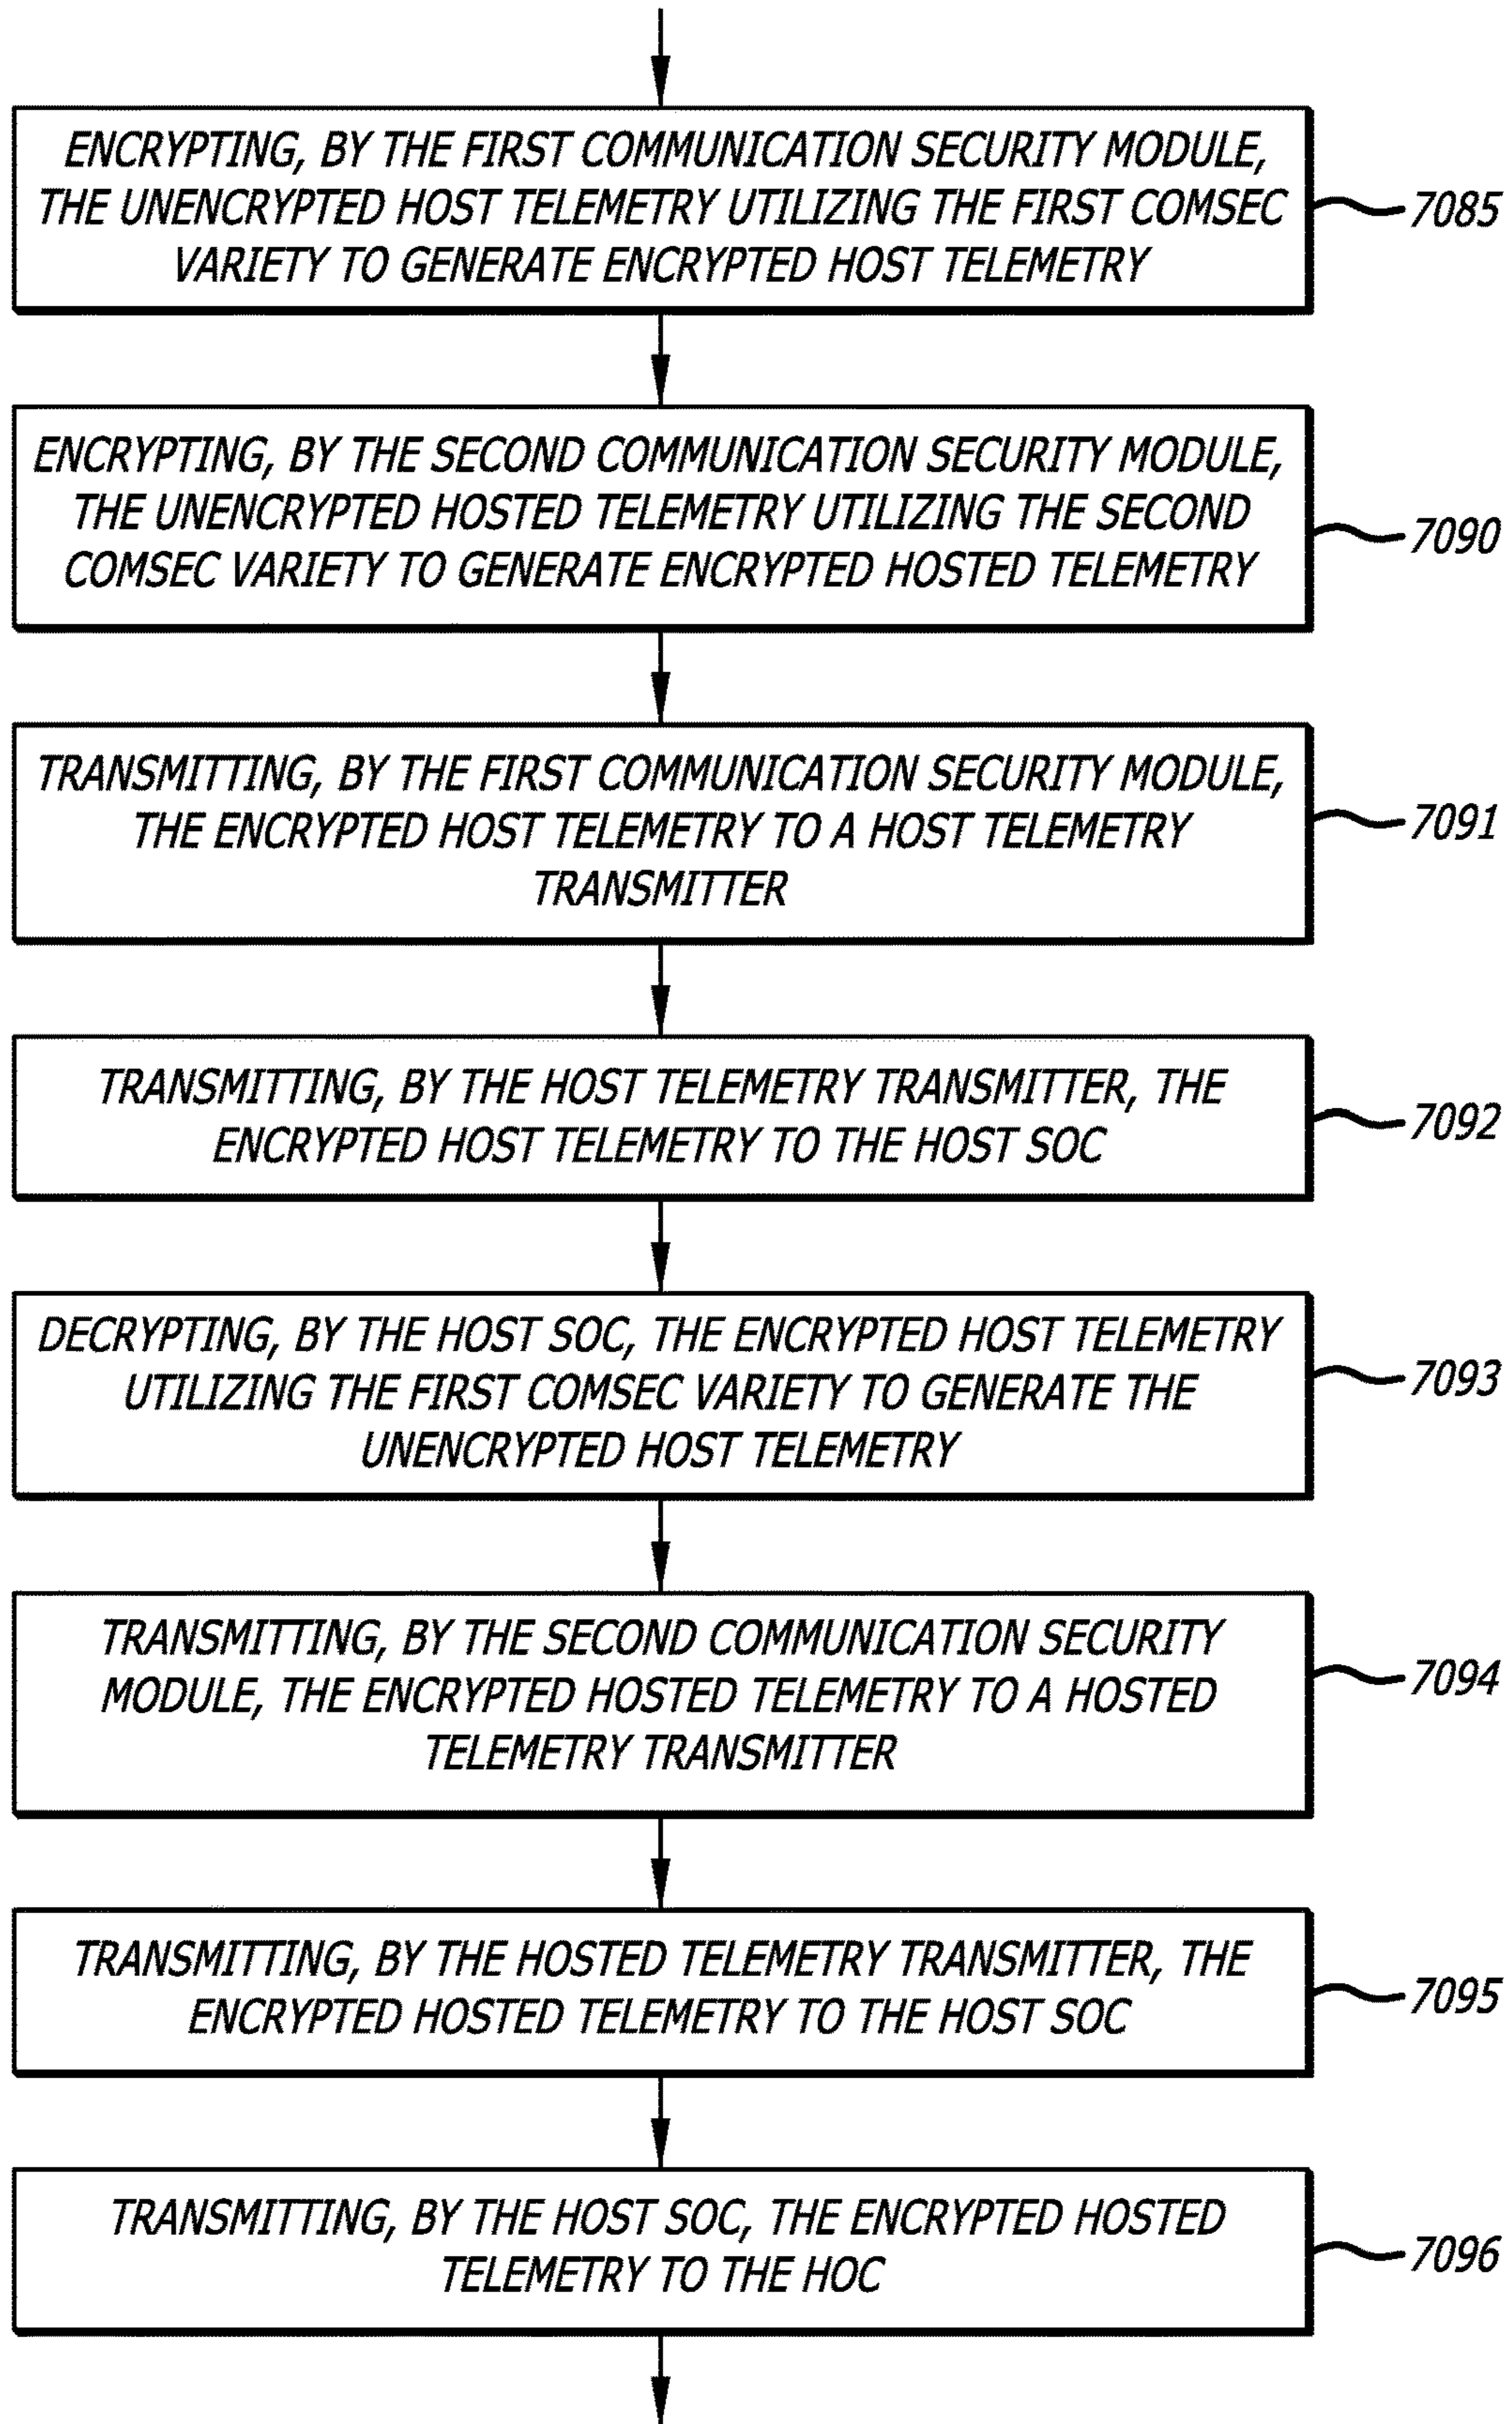 ENCRYPTING, BY THE FIRST COMMUNICATION SECURITY MODULE,
THE UNENCRYPTED HOST TELEMETRY UTILIZING THE FIRST COMSEC
VARIETY TO GENERATE ENCRYPTED HOST TELEMETRY
7085
ENCRYPTING, BY THE SECOND COMMUNICATION SECURITY MODULE,
THE UNENCRYPTED HOSTED TELEMETRY UTILIZING THE SECOND
COMSEC VARIETY TO GENERATE ENCRYPTED HOSTED TELEMETRY
7090
TRANSMITTING, BY THE FIRST COMMUNICATION SECURITY MODULE,
THE ENCRYPTED HOST TELEMETRY TO A HOST TELEMETRY
TRANSMITTER
7091
TRANSMITTING, BY THE HOST TELEMETRY TRANSMITTER, THE
ENCRYPTED HOST TELEMETRY TO THE HOST SOC
7092
DECRYPTING, BY THE HOST SOC, THE ENCRYPTED HOST TELEMETRY
UTILIZING THE FIRST COMSEC VARIETY TO GENERATE THE
UNENCRYPTED HOST TELEMETRY
7093
TRANSMITTING, BY THE SECOND COMMUNICATION SECURITY
MODULE, THE ENCRYPTED HOSTED TELEMETRY TO A HOSTED
TELEMETRY TRANSMITTER
7094
TRANSMITTING, BY THE HOSTED TELEMETRY TRANSMITTER, THE
ENCRYPTED HOSTED TELEMETRY TO THE HOST SOC
7095
TRANSMITTING, BY THE HOST SOC, THE ENCRYPTED HOSTED
TELEMETRY TO THE HOC
7096